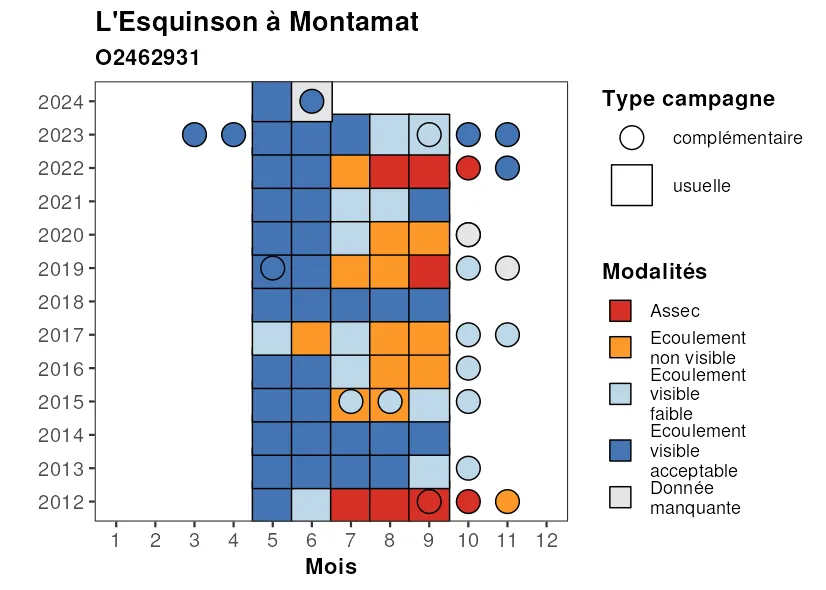 L'Esquinson à Montamat
O2462931
2024
2023
2022
2021
2020
2019
2018
2017
2016
2015
2014
2013
2012
1 2 3 4 5 6 7 8 9 10 11 12
Mois
Type campagne
complémentaire
usuelle
Modalités
Assec
Ecoulement
non visible
Ecoulement
visible
faible
Ecoulement
visible
acceptable
Donnée
manquante